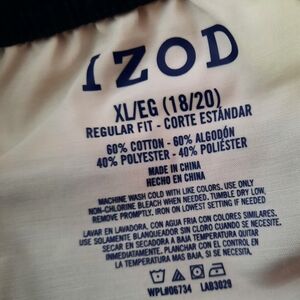 IZOD
XL/EG (18/20)
REGULAR FIT - CORTE ESTÁNDAR
60% COTTON - 60% ALGODÓN
40% POLYESTER - 40% POLIÉSTER
MADE IN CHINA
HECHO EN CHINA
MACHINE WASH COLD WITH LIKE COLORS. USE ONLY
NON-CHLORINE BLEACH WHEN NEEDED. TUMBLE DRY LOW.
REMOVE PROMPTLY. IRON ON LOWEST SETTING IF NEEDED
LAVAR EN LAVADORA, CON AGUA FRIA CON COLORES SIMILARES.
USE SOLAMENTE BLANQUEADOR SIN CLORO CUANDO SE NECESITE.
SECAR EN SECADORA A BAJA TEMPERATURA QUITAR
INMEDIATAMENTE. PLANCHAR CON EL CONTROL EN
LA TEMPERATURA MAS BAJA, SI SE NECESITA.
WPL#06734 LAB3029